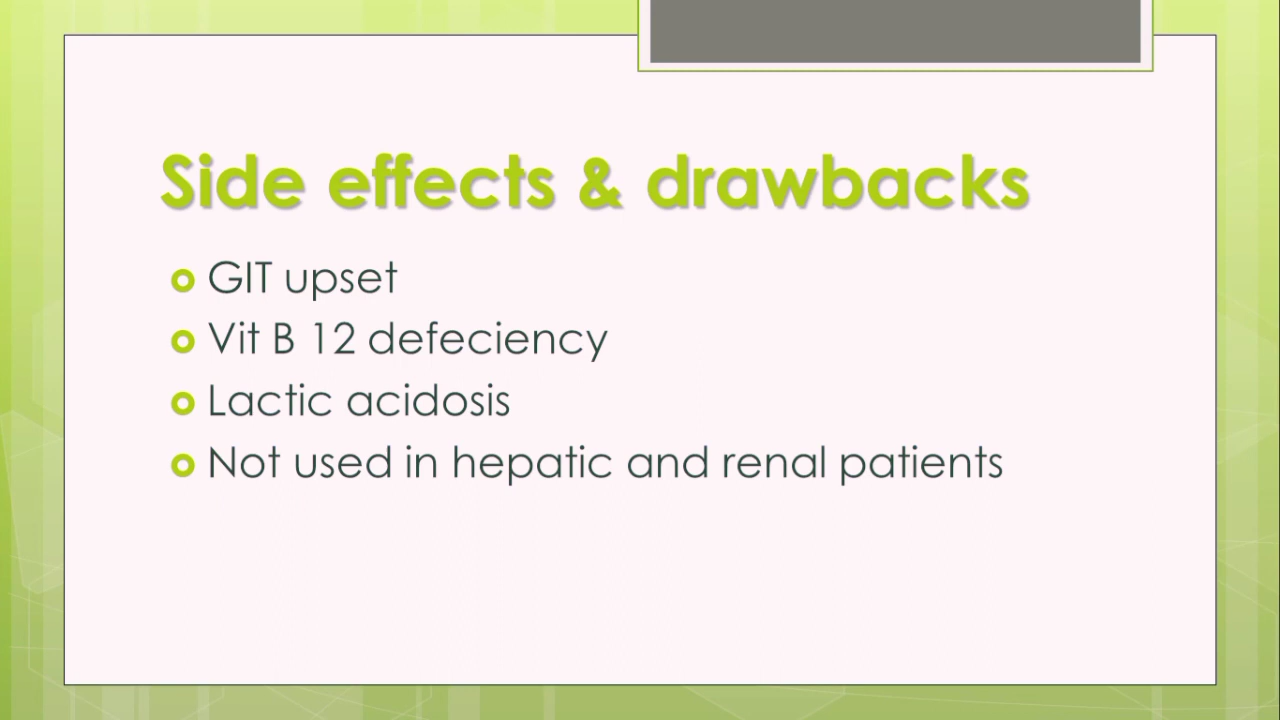 Side effects & drawbacks
GIT upset
Vit B 12 defeciency
Lactic acidosis
Not used in hepatic and renal patients